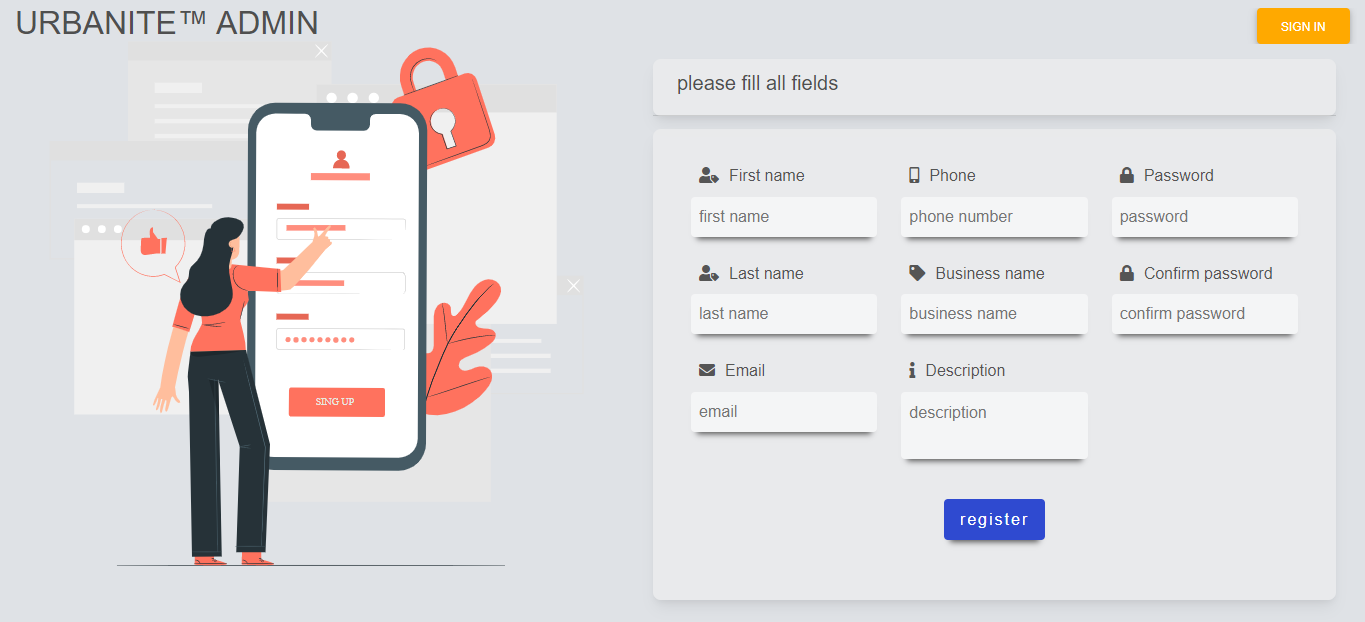 URBANITE™ ADMIN
SIGN IN
please fill all fields
First name
Phone
Password
first name
phone number
password
Last name
Business name
Confirm password
last name
business name
confirm password
Email
Description
email
description
SING UP
register